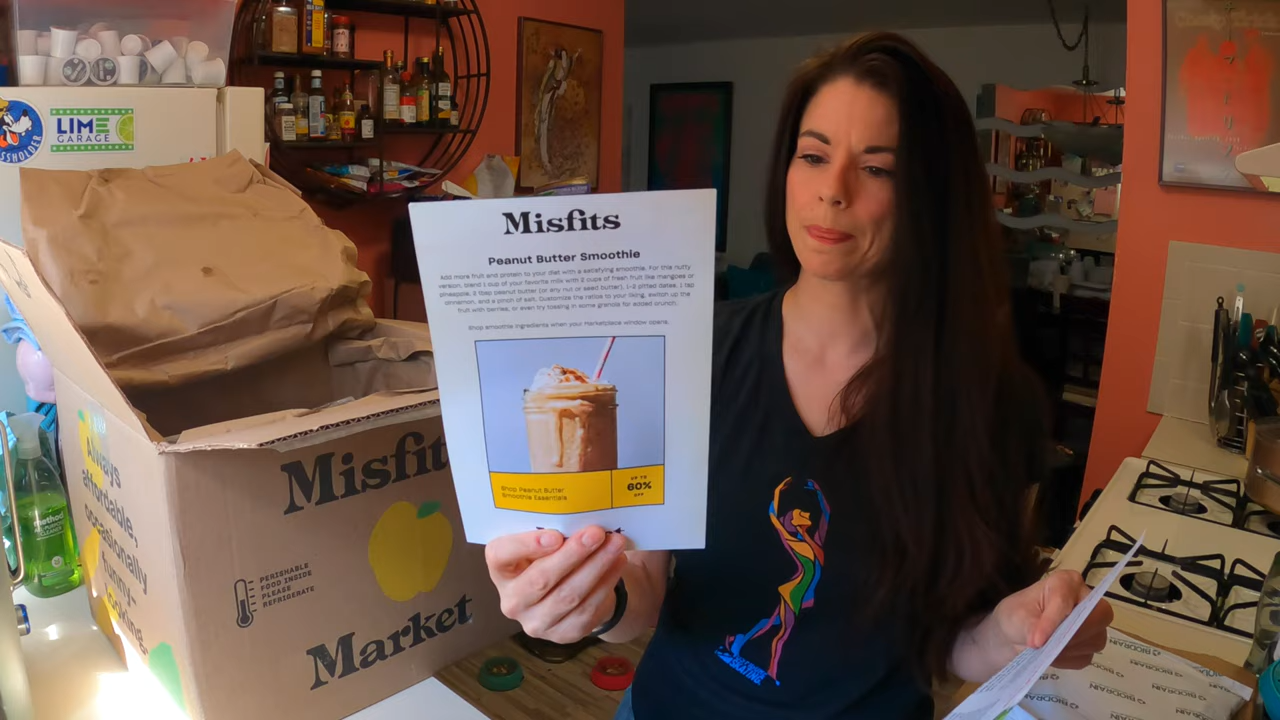 LIME
GARAGE
Misfits
Peanut Butter Smoothie
Add more fruit and protein to your diet with a satisfying smoothie. For this nutty
version, blend 1 cup of your favorite milk with 2 cups of fresh fruit like mangoes or
pineapple, 2 tbsp peanut butter (or any nut or seed butter), 1-2 pitted dates, 1 tsp
cinnamon, and a pinch of salt. Customize the ratios to your liking, switch up the
fruit with berries, or even try tossing in some granola for added crunch.
Shop smoothie ingredients when your Marketplace window opens.
Shop Peanut Butter
Smoothie Essentials
UP TO
60%
OFF
Always
affordable,
occasionally
funny-
looking
Misfit
PERISHABLE
FOOD INSIDE
PLEASE
REFRIGERATE
Market
method
SKATING
BIODRAIN